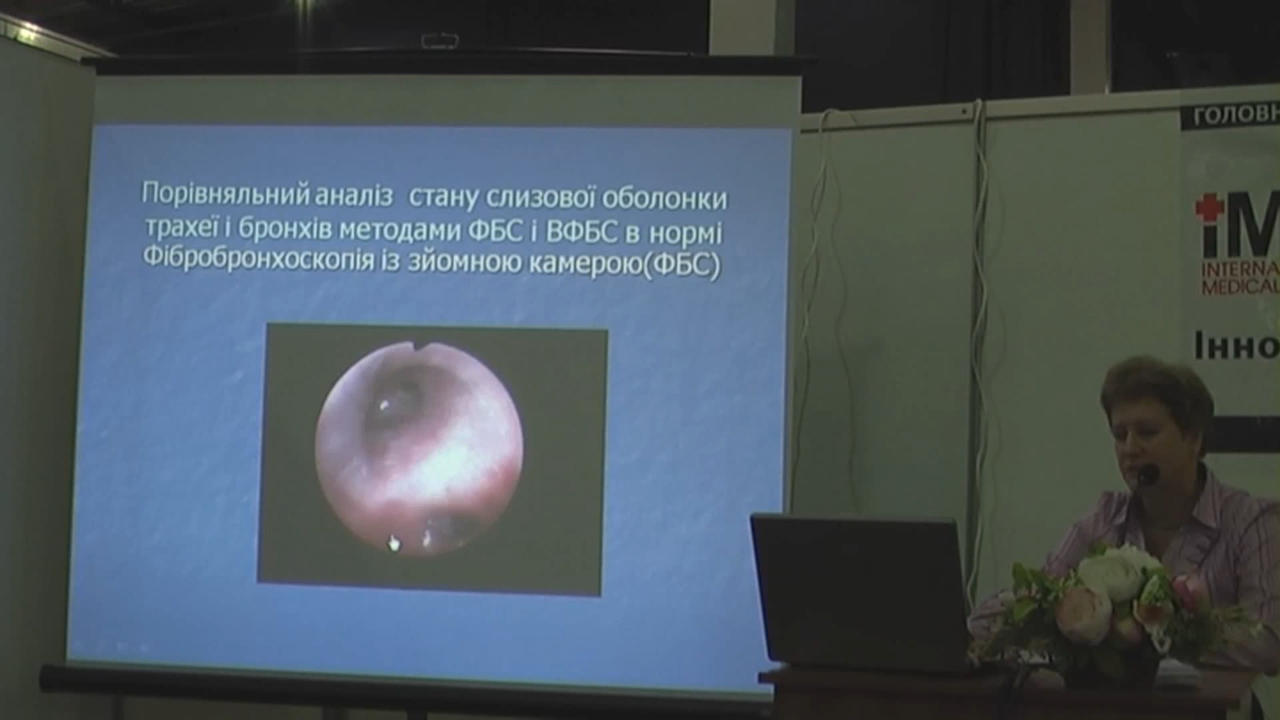 Порівняльний аналіз стану слизової оболонки
трахеї і бронхів методами ФБС і ВФБС в нормі
Фібробронхоскопія із зйомною камерою(ФБС)
ГОЛОВН
iM
INTERNA
MEDICAL
Інно